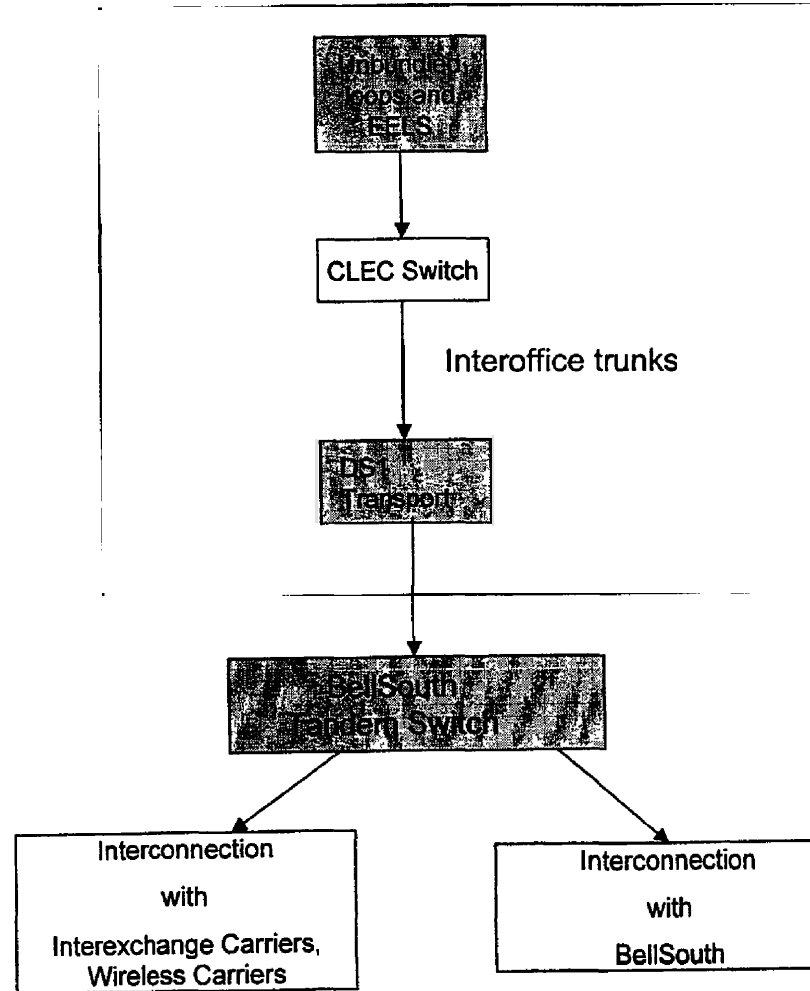 Unbundled
loops and
EELS
CLEC Switch
Interoffice trunks
DS1
Transport
BellSouth
Tandem Switch
Interconnection
with
Interexchange Carriers,
Wireless Carriers
Interconnection
with
BellSouth